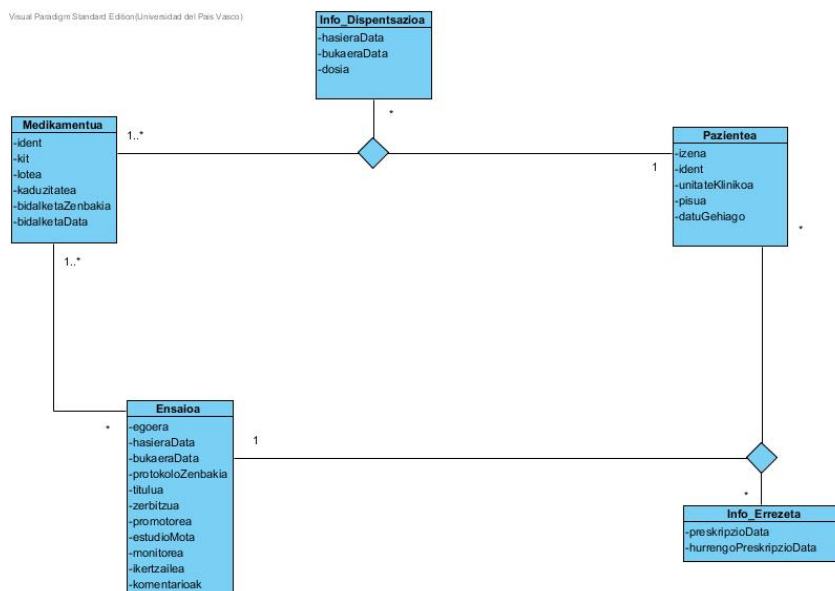 Visual Paradigm Standard Edition(Universidad del Pais Vasco)
Info_Dispentsazioa
-hasieraData
-bukaeraData
-dosia
*
Medikamentua
-ident
-kit
-lotea
-kaduzitatea
-bidalketaZenbakia
-bidalketaData
1..*
1
Pazientea
-izena
-ident
-unitateKlinikoa
-pisua
-datuGehiago
*
1..*
*
Ensaioa
-egoera
-hasieraData
-bukaeraData
-protokoloZenbakia
-titulua
-zerbitzua
-promotorea
-estudioMota
-monitorea
-ikertzailea
-komentarioak
1
*
Info_Errezeta
-preskripzioData
-hurrengoPreskripzioData